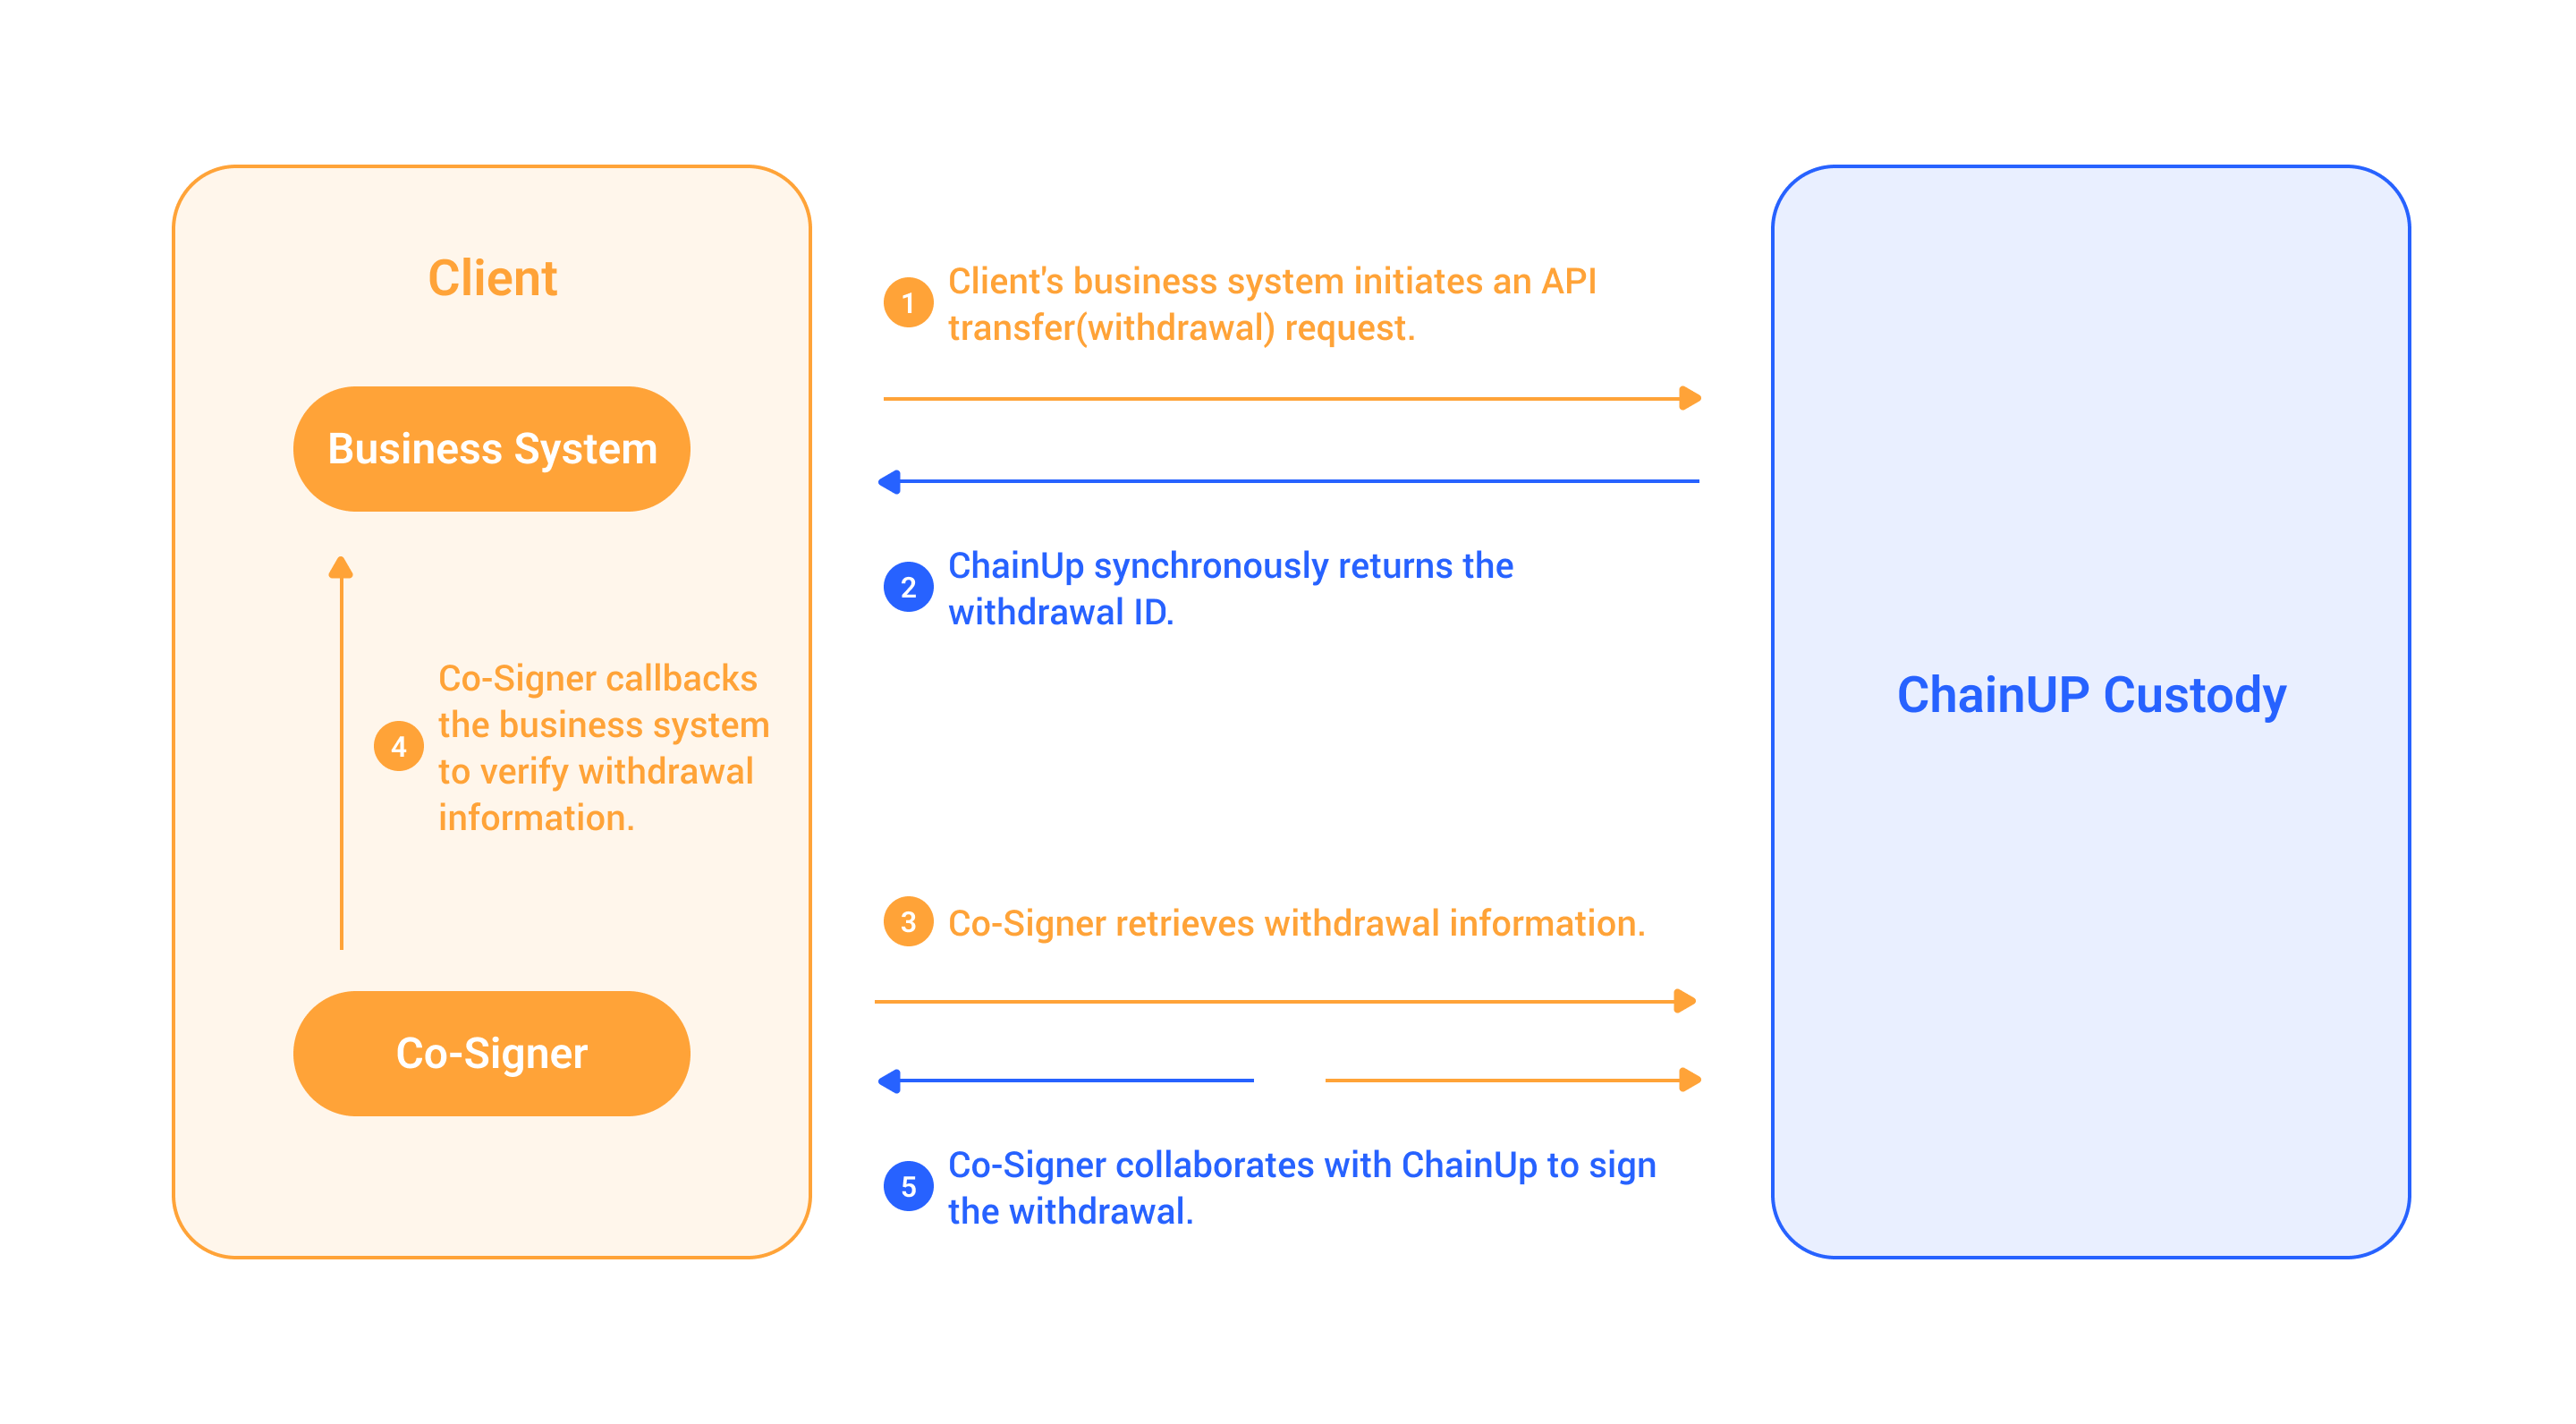 Client
Business System
4
Co-Signer callbacks
the business system
to verify withdrawal
information.
Co-Signer
1
Client's business system initiates an API
transfer(withdrawal) request.
2
ChainUp synchronously returns the
withdrawal ID.
3
Co-Signer retrieves withdrawal information.
5
Co-Signer collaborates with ChainUp to sign
the withdrawal.
ChainUP Custody